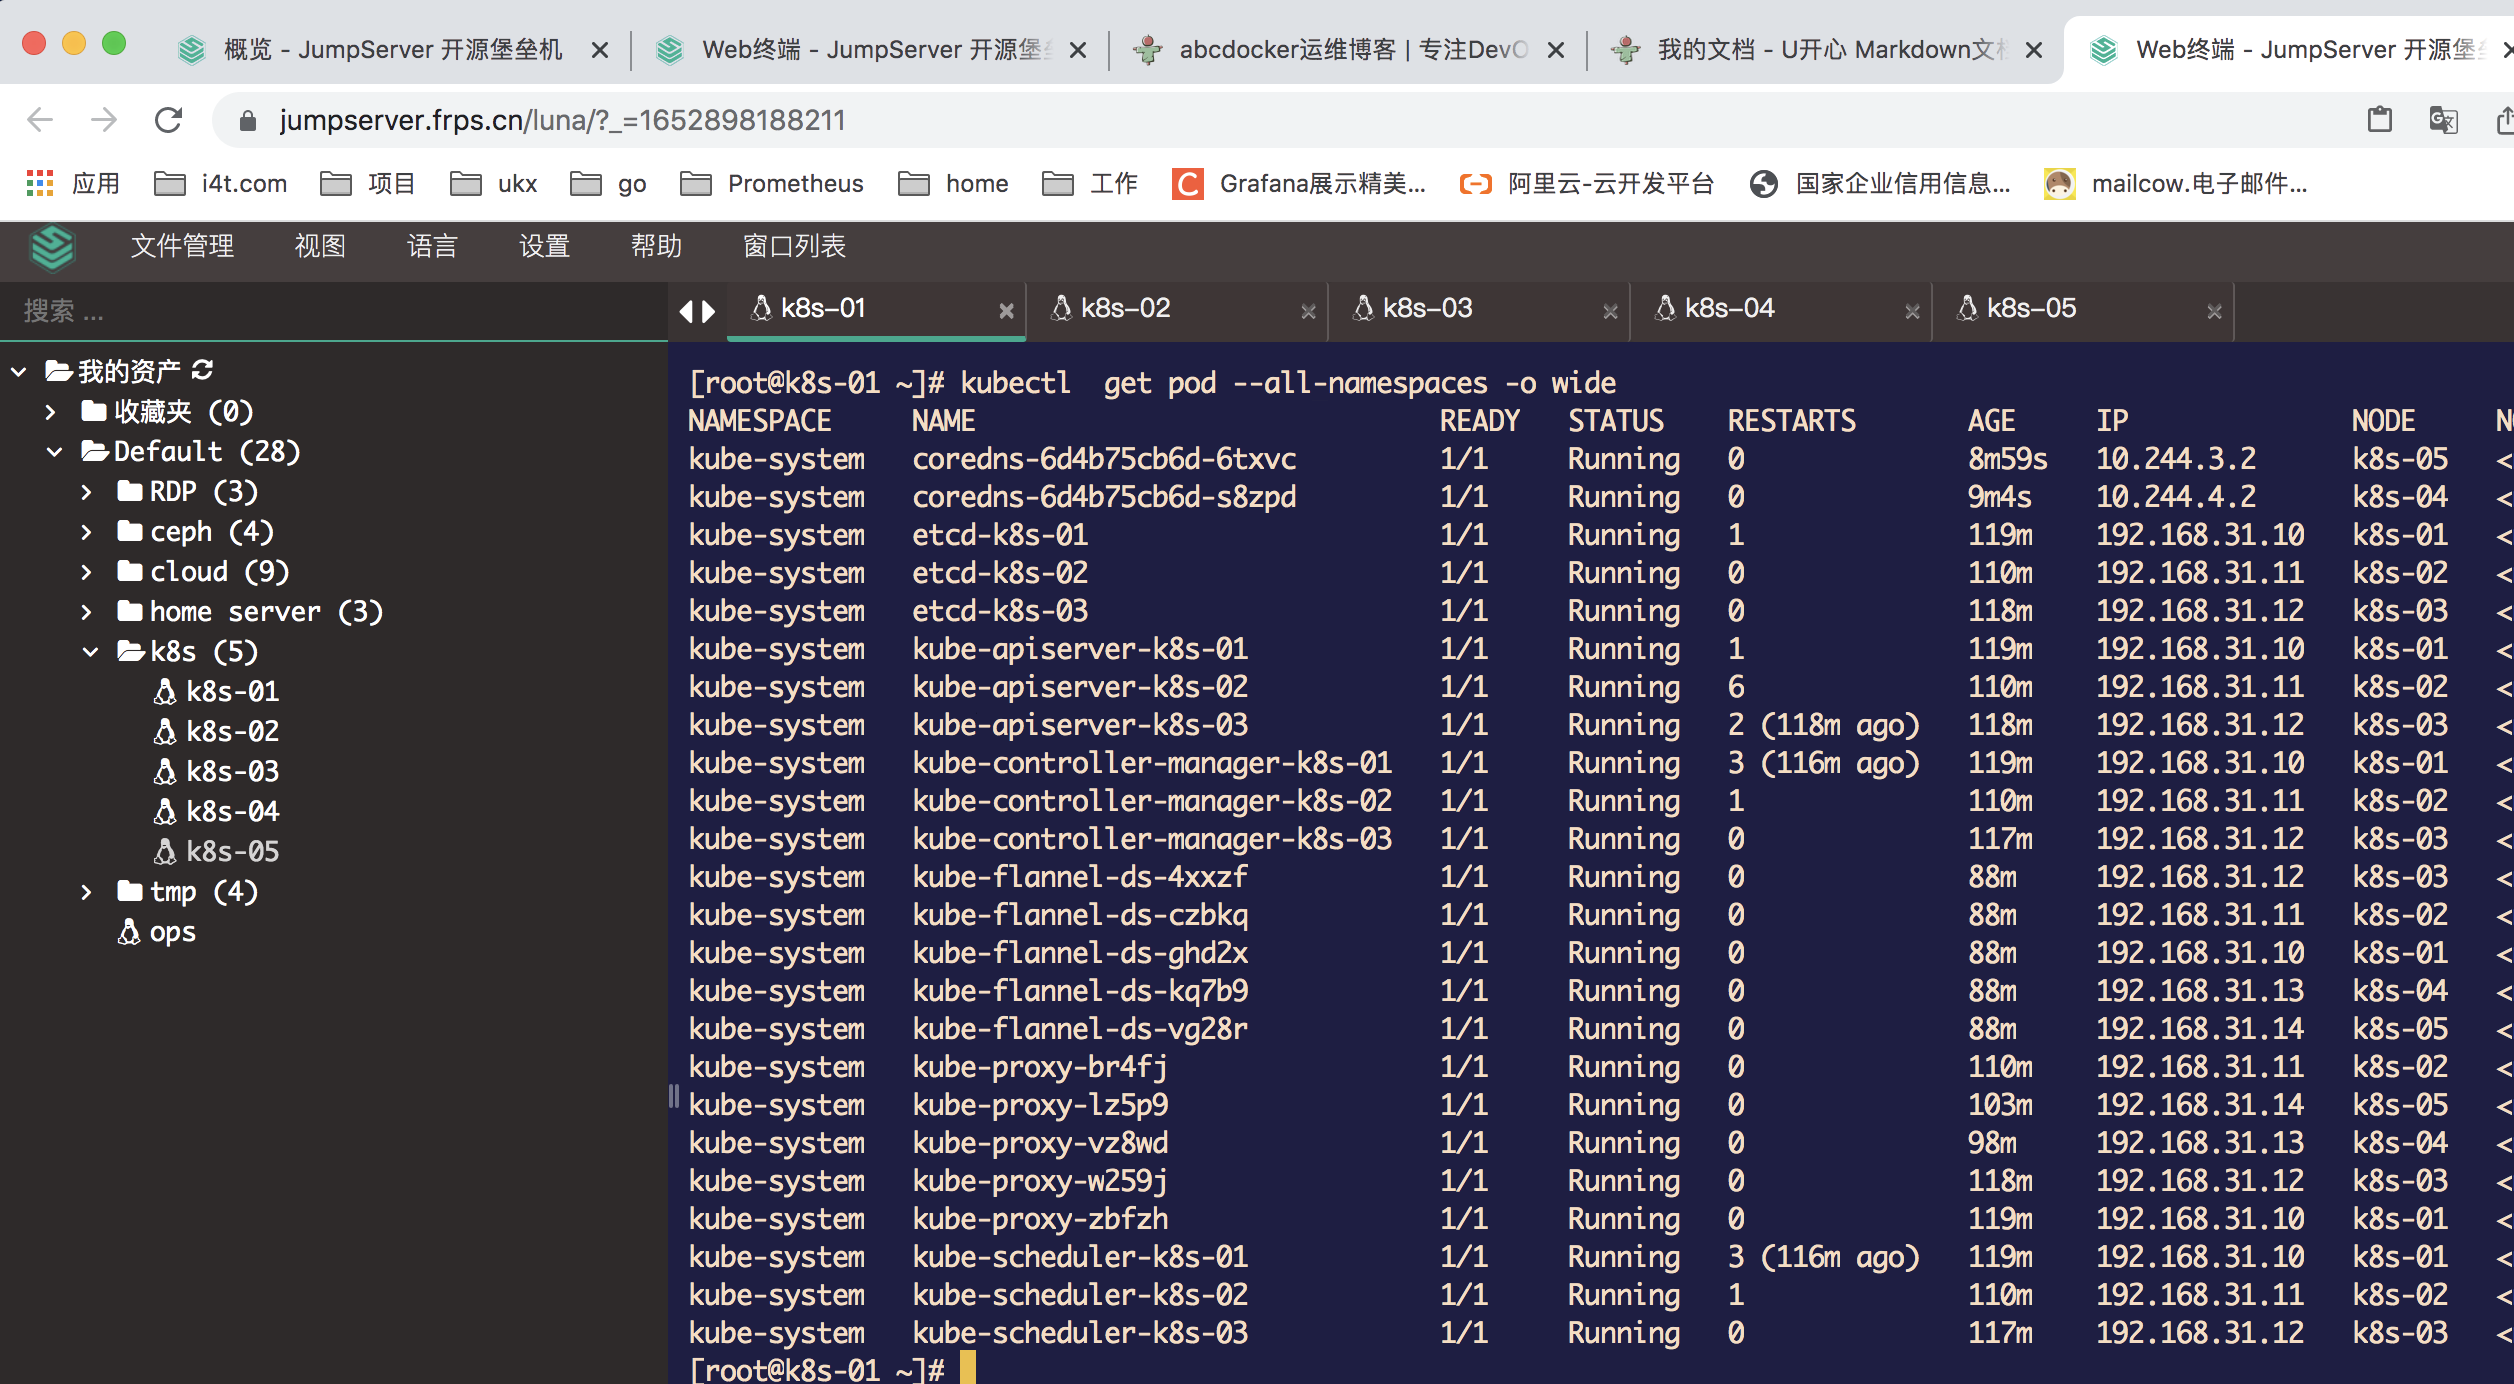 概览 - JumpServer 开源堡垒机 Web终端 - JumpServer 开源堡垒 abcdocker运维博客 | 专注DevO 我的文档 - U开心 Markdown文档 Web终端 - JumpServer 开源堡垒
jumpserver.frps.cn/luna/?_=1652898188211
应用 i4t.com 项目 ukx go Prometheus home 工作 Grafana展示精美... 阿里云-云开发平台 国家企业信用信息... mailcow.电子邮件...
文件管理 视图 语言 设置 帮助 窗口列表
搜索 ...
k8s-01 k8s-02 k8s-03 k8s-04 k8s-05
我的资产
收藏夹 (0)
Default (28)
RDP (3)
ceph (4)
cloud (9)
home server (3)
k8s (5)
k8s-01
k8s-02
k8s-03
k8s-04
k8s-05
tmp (4)
ops
[root@k8s-01 ~]# kubectl  get pod --all-namespaces -o wide
NAMESPACE NAME READY STATUS RESTARTS AGE IP NODE
kube-system coredns-6d4b75cb6d-6txvc 1/1 Running 0 8m59s 10.244.3.2 k8s-05 <
kube-system coredns-6d4b75cb6d-s8zpd 1/1 Running 0 9m4s 10.244.4.2 k8s-04 <
kube-system etcd-k8s-01 1/1 Running 1 119m 192.168.31.10 k8s-01 <
kube-system etcd-k8s-02 1/1 Running 0 110m 192.168.31.11 k8s-02 <
kube-system etcd-k8s-03 1/1 Running 0 118m 192.168.31.12 k8s-03 <
kube-system kube-apiserver-k8s-01 1/1 Running 1 119m 192.168.31.10 k8s-01 <
kube-system kube-apiserver-k8s-02 1/1 Running 6 110m 192.168.31.11 k8s-02 <
kube-system kube-apiserver-k8s-03 1/1 Running 2 (118m ago) 118m 192.168.31.12 k8s-03 <
kube-system kube-controller-manager-k8s-01 1/1 Running 3 (116m ago) 119m 192.168.31.10 k8s-01 <
kube-system kube-controller-manager-k8s-02 1/1 Running 1 110m 192.168.31.11 k8s-02 <
kube-system kube-controller-manager-k8s-03 1/1 Running 0 117m 192.168.31.12 k8s-03 <
kube-system kube-flannel-ds-4xxzf 1/1 Running 0 88m 192.168.31.12 k8s-03 <
kube-system kube-flannel-ds-czbkq 1/1 Running 0 88m 192.168.31.11 k8s-02 <
kube-system kube-flannel-ds-ghd2x 1/1 Running 0 88m 192.168.31.10 k8s-01 <
kube-system kube-flannel-ds-kq7b9 1/1 Running 0 88m 192.168.31.13 k8s-04 <
kube-system kube-flannel-ds-vg28r 1/1 Running 0 88m 192.168.31.14 k8s-05 <
kube-system kube-proxy-br4fj 1/1 Running 0 110m 192.168.31.11 k8s-02 <
kube-system kube-proxy-lz5p9 1/1 Running 0 103m 192.168.31.14 k8s-05 <
kube-system kube-proxy-vz8wd 1/1 Running 0 98m 192.168.31.13 k8s-04 <
kube-system kube-proxy-w259j 1/1 Running 0 118m 192.168.31.12 k8s-03 <
kube-system kube-proxy-zbfzh 1/1 Running 0 119m 192.168.31.10 k8s-01 <
kube-system kube-scheduler-k8s-01 1/1 Running 3 (116m ago) 119m 192.168.31.10 k8s-01 <
kube-system kube-scheduler-k8s-02 1/1 Running 1 110m 192.168.31.11 k8s-02 <
kube-system kube-scheduler-k8s-03 1/1 Running 0 117m 192.168.31.12 k8s-03 <
[root@k8s-01 ~]#